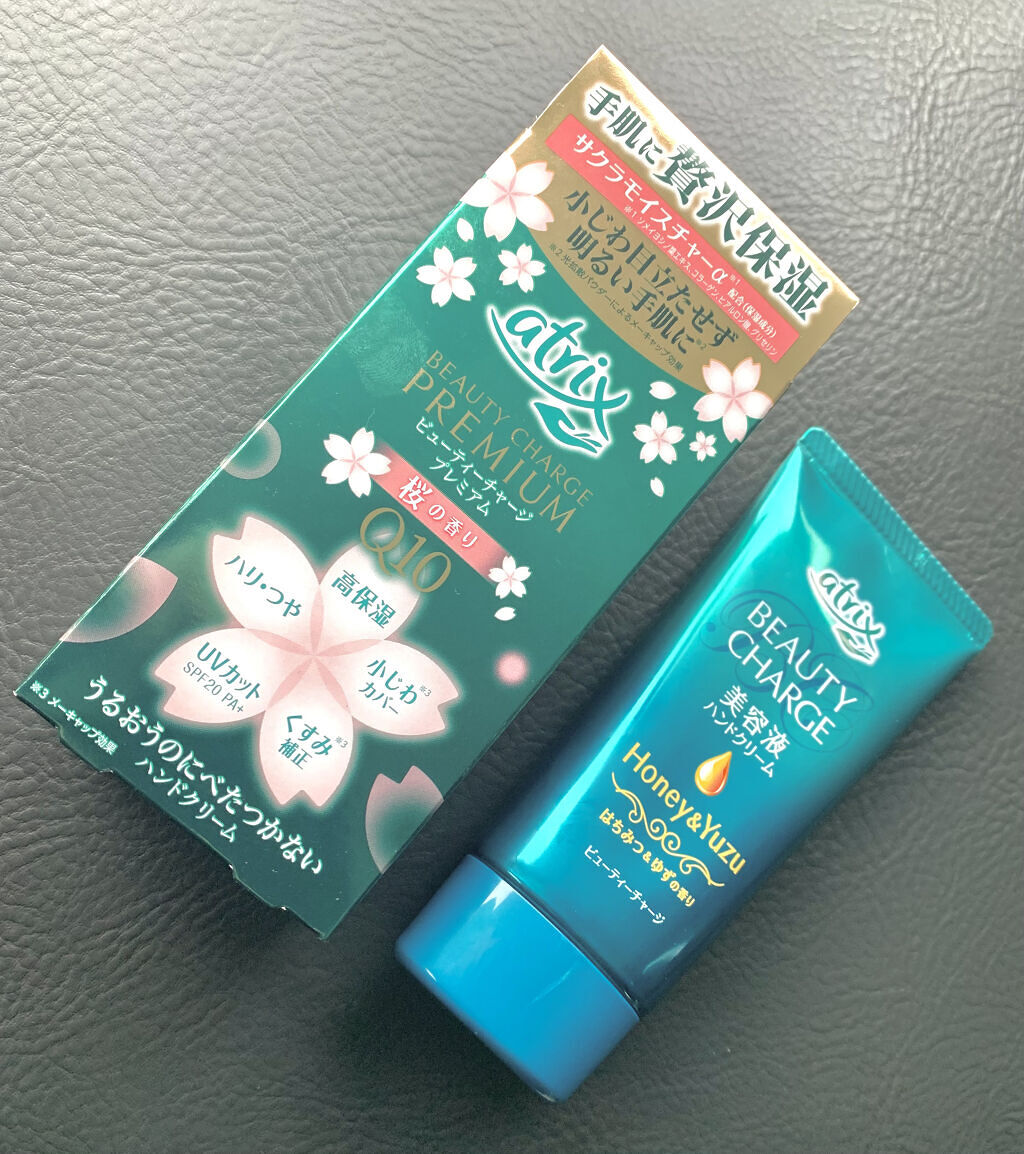 手肌に贅沢保湿
サクラモイスチャーα※1 配合(保湿成分)
※1 ソメイヨシノ葉エキス、コラーゲン、ヒアルロン酸、グリセリン
小じわ目立たせず
明るい手肌に※2
※2 光拡散パウダーによるメーキャップ効果
atrix
BEAUTY CHARGE
PREMIUM
ビューティーチャージ
プレミアム
桜の香り
Q10
ハリ・つや
高保湿
UVカット
SPF20 PA+
小じわ※3
カバー
くすみ※3
補正
※3 メーキャップ効果
うるおうのにべたつかない
ハンドクリーム
atrix
BEAUTY
CHARGE
美容液
ハンドクリーム
Honey&Yuzu
はちみつ&ゆずの香り
ビューティーチャージ